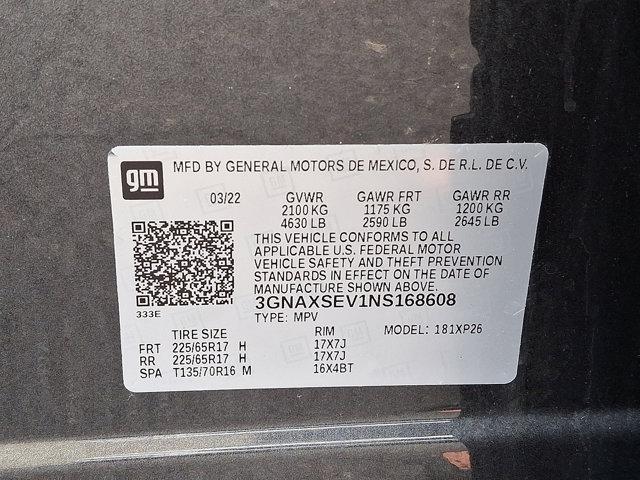 gm MFD BY GENERAL MOTORS DE MEXICO, S. DE R.L. DE C.V.
03/22 GVWR GAWR FRT GAWR RR
2100 KG 1175 KG 1200 KG
4630 LB 2590 LB 2645 LB
THIS VEHICLE CONFORMS TO ALL
APPLICABLE U.S. FEDERAL MOTOR
VEHICLE SAFETY AND THEFT PREVENTION
STANDARDS IN EFFECT ON THE DATE OF
MANUFACTURE SHOWN ABOVE.
3GNAXSEV1NS168608
333E TYPE: MPV
TIRE SIZE RIM MODEL: 181XP26
FRT 225/65R17 H 17X7J
RR 225/65R17 H 17X7J
SPA T135/70R16 M 16X4BT